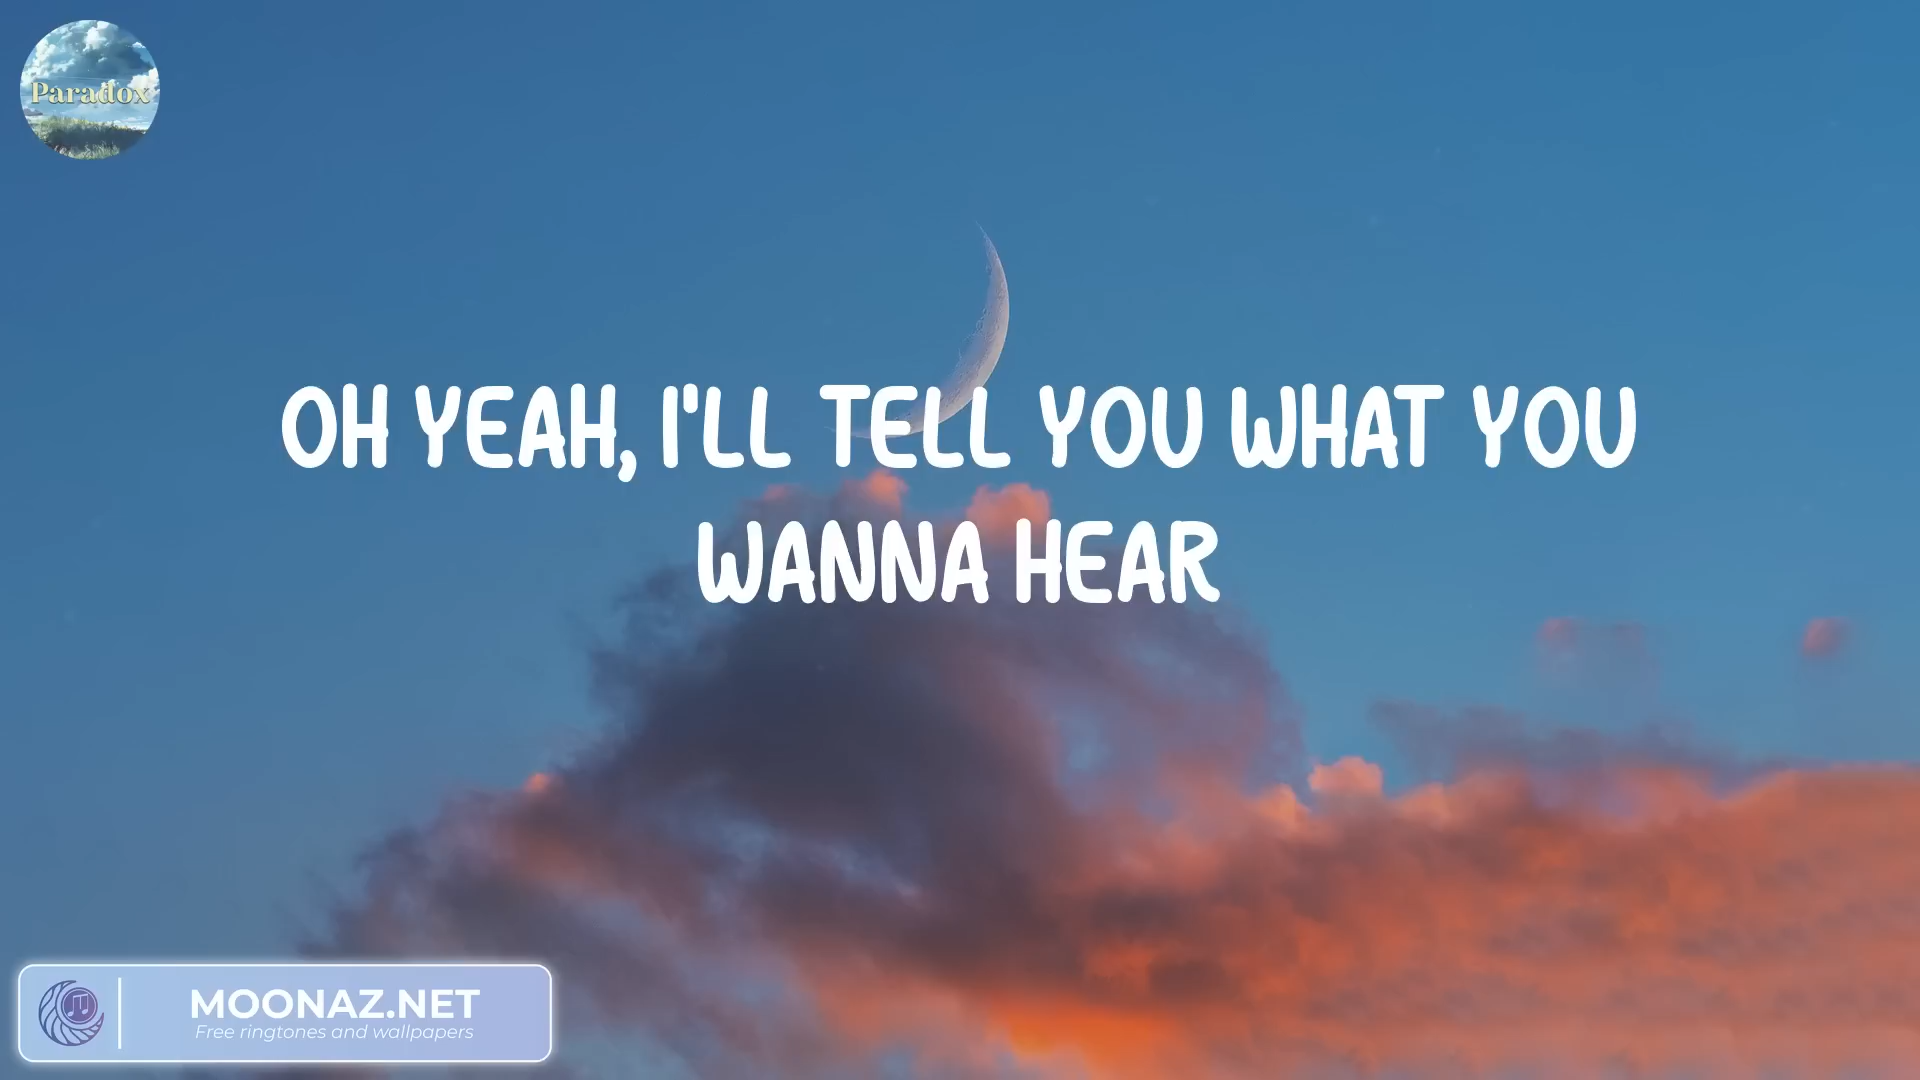 Paradox
OH YEAH, I'LL TELL YOU WHAT YOU
WANNA HEAR
MOONAZ.NET
Free ringtones and wallpapers